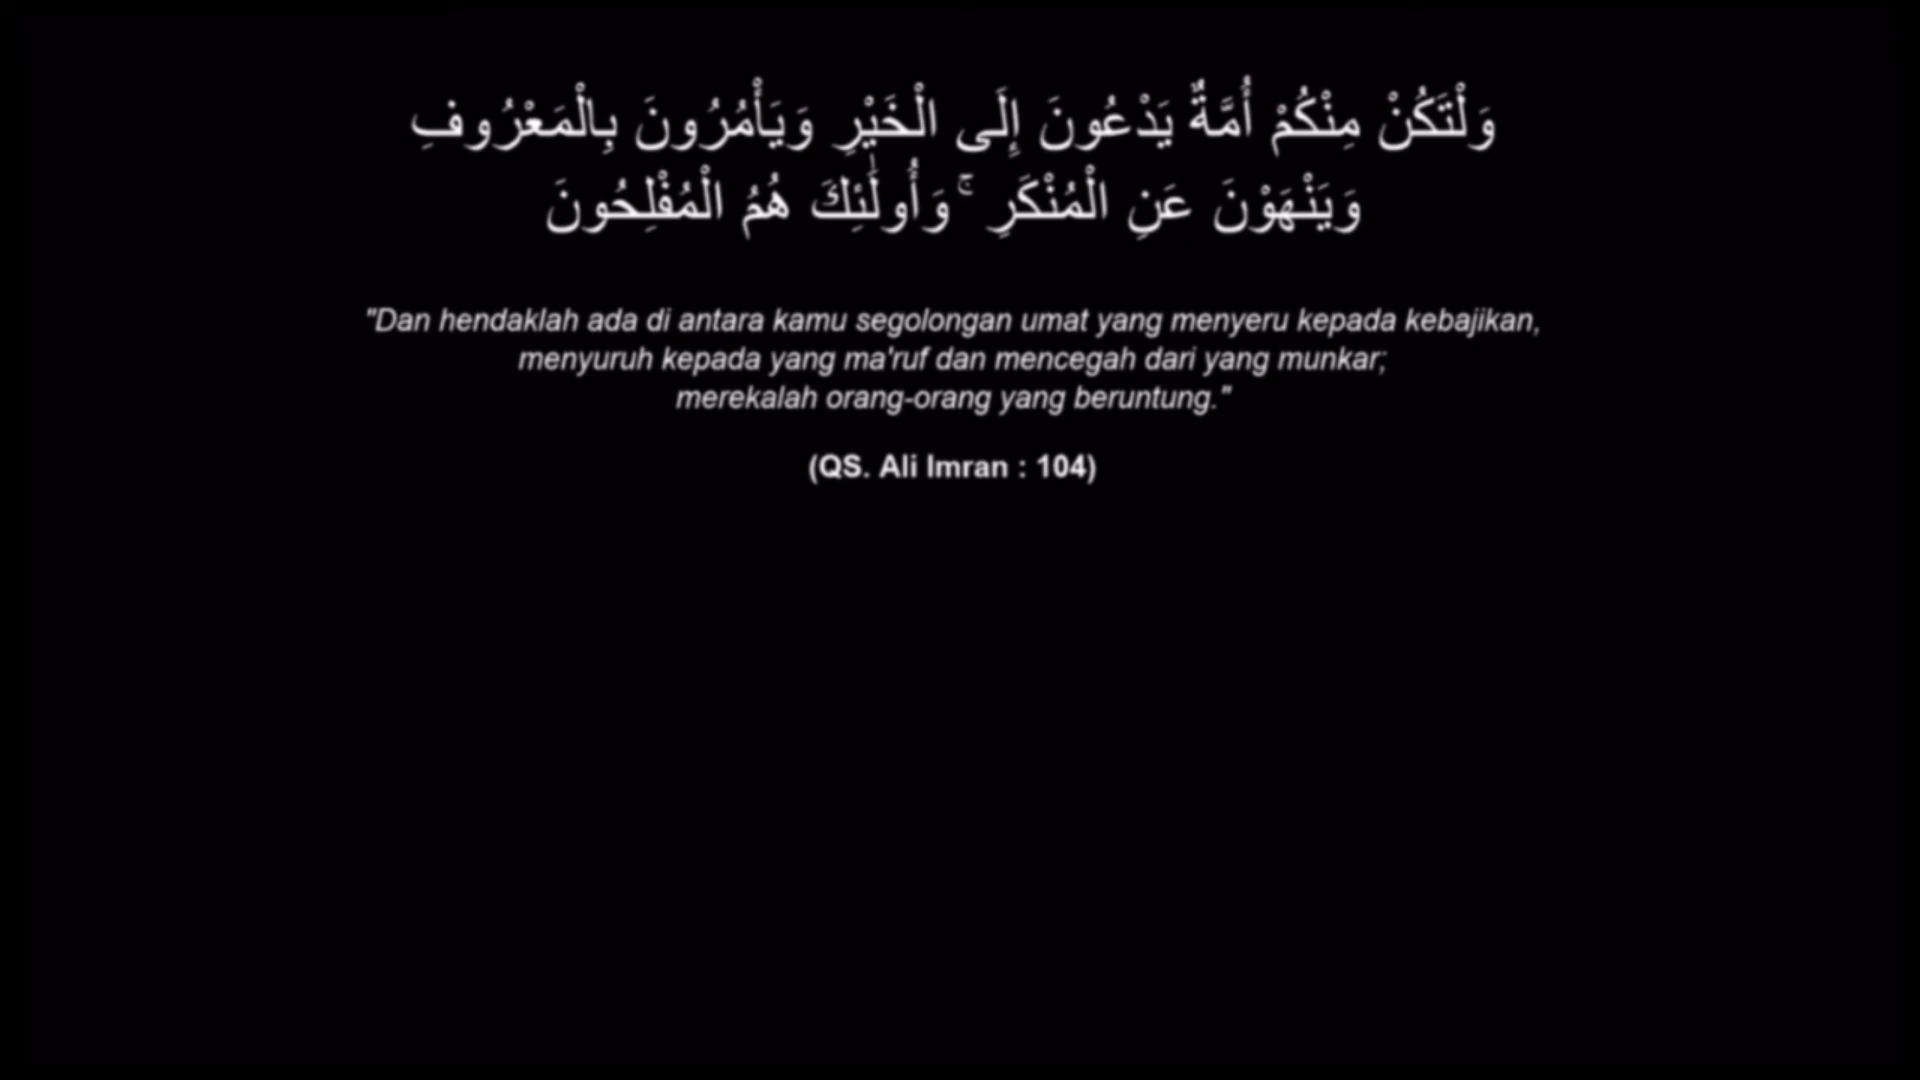 وَلْتَكُنْ مِنْكُمْ أُمَّةٌ يَدْعُونَ إِلَى الْخَيْرِ وَيَأْمُرُونَ بِالْمَعْرُوفِ
وَيَنْهَوْنَ عَنِ الْمُنْكَرِ ۚ وَأُولَٰئِكَ هُمُ الْمُفْلِحُونَ
"Dan hendaklah ada di antara kamu segolongan umat yang menyeru kepada kebajikan,
menyuruh kepada yang ma'ruf dan mencegah dari yang munkar;
merekalah orang-orang yang beruntung."
(QS. Ali Imran : 104)